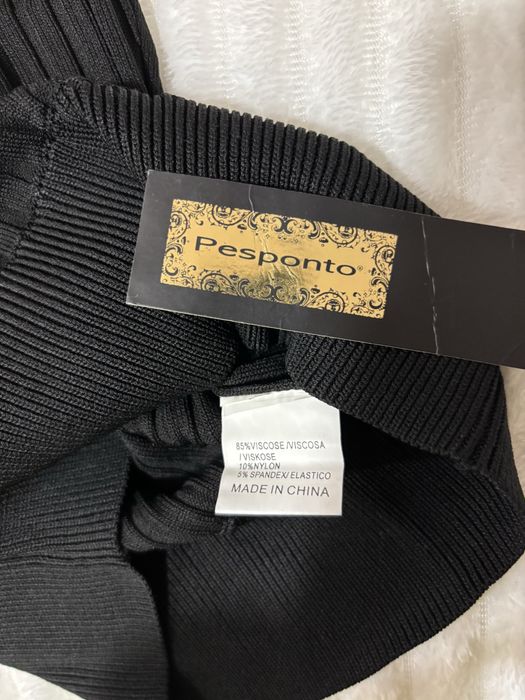 Pesponto®
85%VISCOSE/VISCOSA
/VISKOSE
10%NYLON
5% SPANDEX/ ELASTICO
MADE IN CHINA